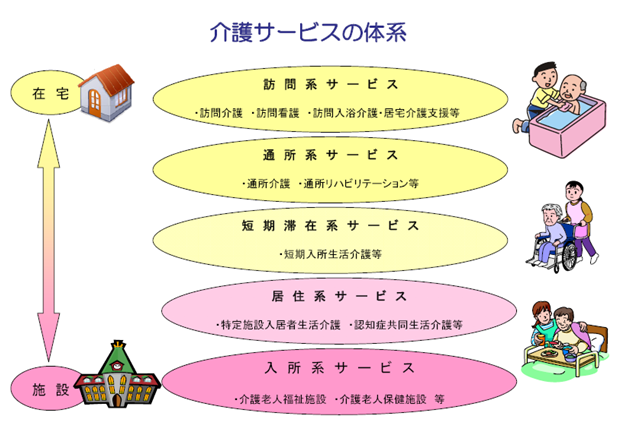 介護サービスの体系
在宅
訪問系サービス
・訪問介護 ・訪問看護 ・訪問入浴介護・居宅介護支援等
通所系サービス
・通所介護 ・通所リハビリテーション等
短期滞在系サービス
・短期入所生活介護等
居住系サービス
・特定施設入居者生活介護 ・認知症共同生活介護等
施設
入所系サービス
・介護老人福祉施設 ・介護老人保健施設 等